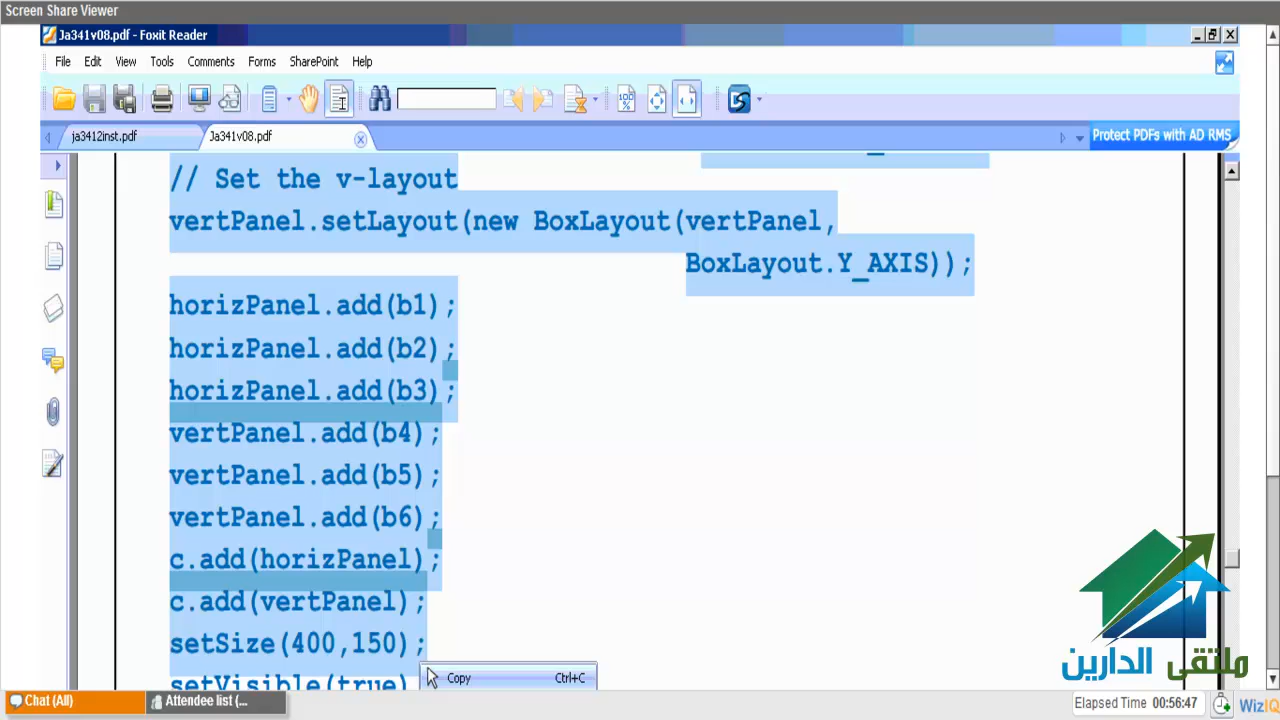 Screen Share Viewer
Ja341v08.pdf - Foxit Reader
File Edit View Tools Comments Forms SharePoint Help
ja3412inst.pdf Ja341v08.pdf Protect PDFs with AD RMS
// Set the v-layout
vertPanel.setLayout(new BoxLayout(vertPanel,
BoxLayout.Y_AXIS));
horizPanel.add(b1);
horizPanel.add(b2);
horizPanel.add(b3);
vertPanel.add(b4);
vertPanel.add(b5);
vertPanel.add(b6);
c.add(horizPanel);
c.add(vertPanel);
setSize(400,150);
setVisible(true)
Copy Ctrl+C
ملتقى الدارين
Chat (All) Attendee list (... Elapsed Time 00:56:47 WizIQ